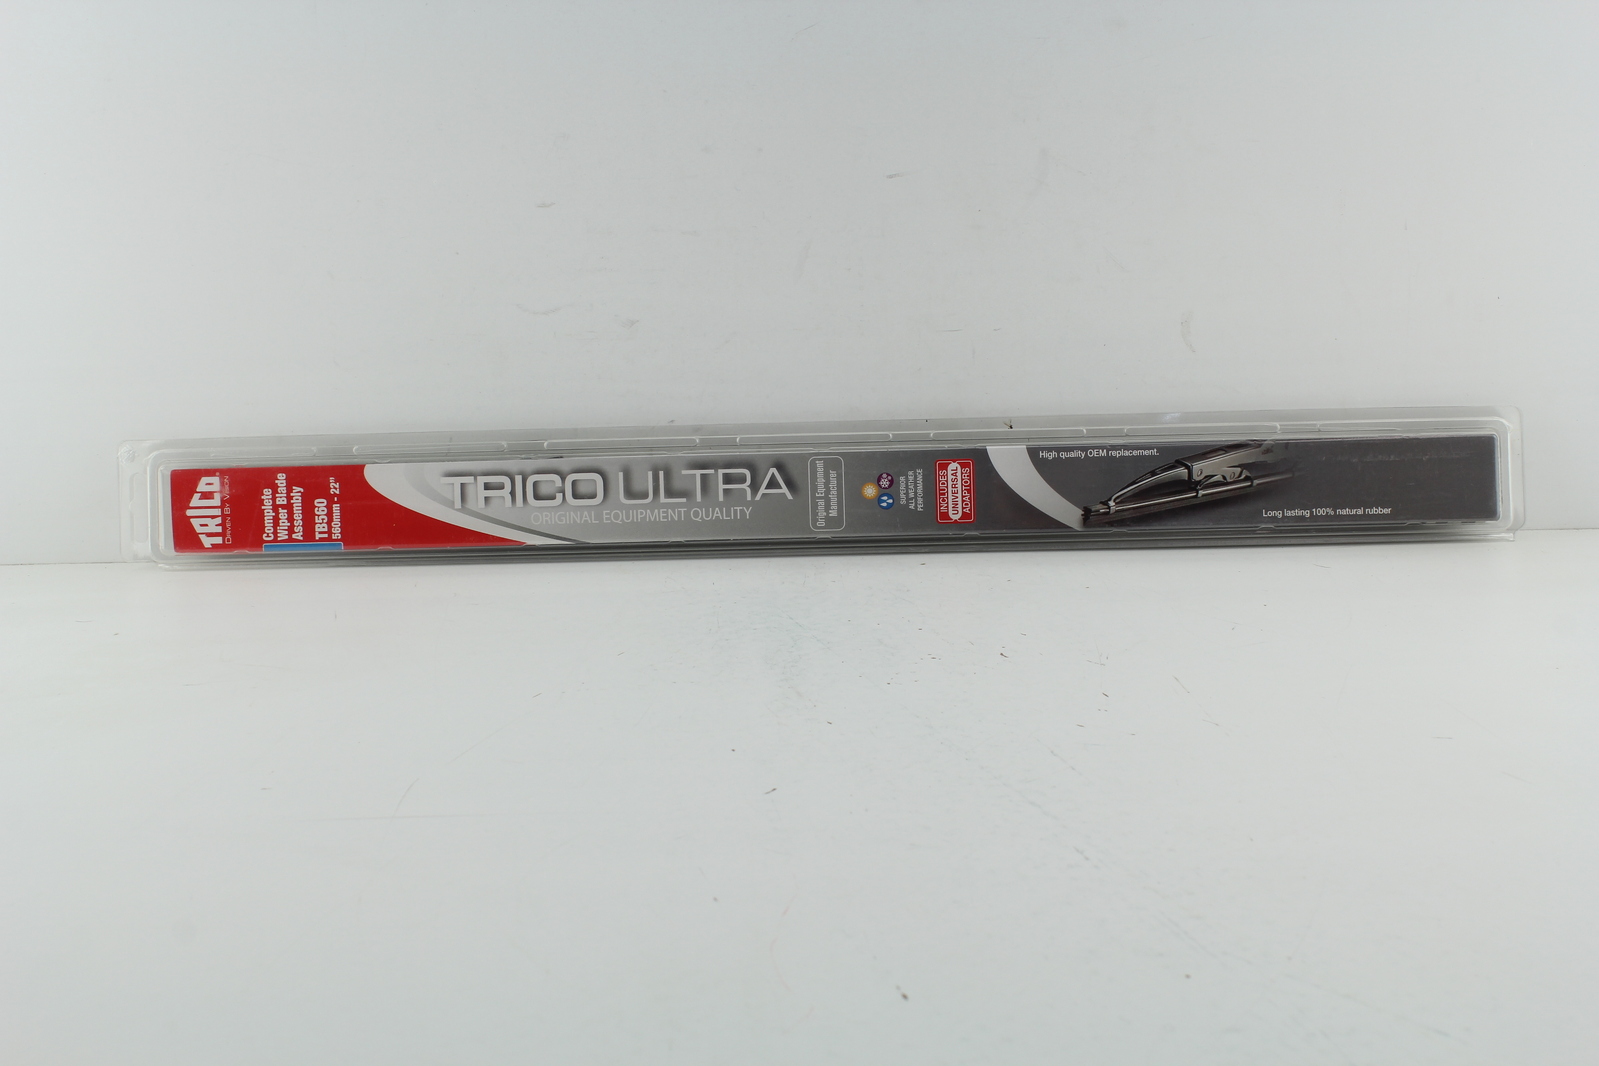 TRICO®
DRIVEN BY VISION
Complete
Wiper Blade
Assembly
TB560
560mm - 22"
TRICO ULTRA
ORIGINAL EQUIPMENT QUALITY
Original Equipment
Manufacturer
SUPERIOR
ALL WEATHER
PERFORMANCE
INCLUDES
UNIVERSAL
ADAPTORS
High quality OEM replacement.
Long lasting 100% natural rubber